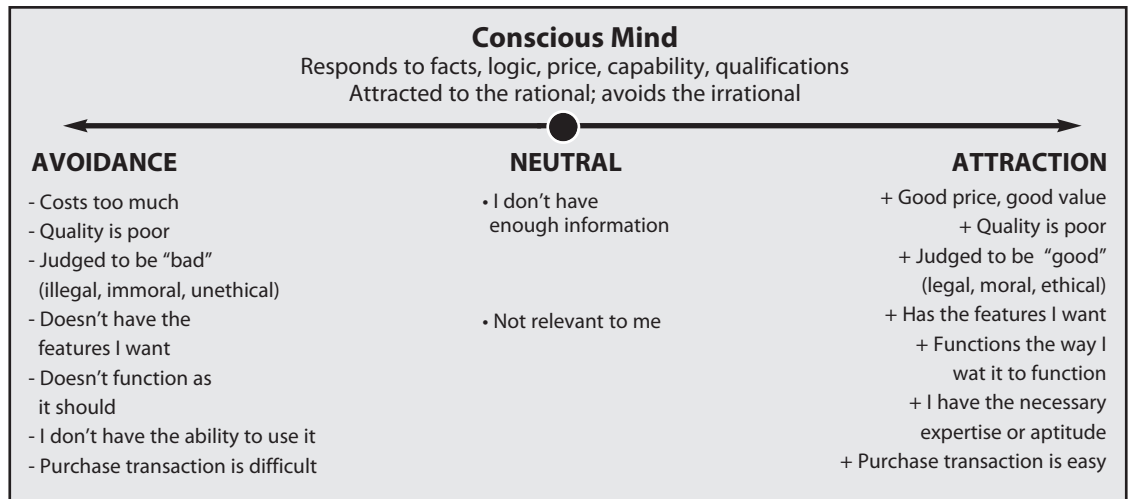 Conscious Mind
Responds to facts, logic, price, capability, qualifications
Attracted to the rational; avoids the irrational
AVOIDANCE
- Costs too much
- Quality is poor
- Judged to be “bad”
(illegal, immoral, unethical)
- Doesn’t have the
features I want
- Doesn’t function as
it should
- I don’t have the ability to use it
- Purchase transaction is difficult
NEUTRAL
• I don’t have
enough information
• Not relevant to me
ATTRACTION
+ Good price, good value
+ Quality is poor
+ Judged to be “good”
(legal, moral, ethical)
+ Has the features I want
+ Functions the way I
wat it to function
+ I have the necessary
expertise or aptitude
+ Purchase transaction is easy